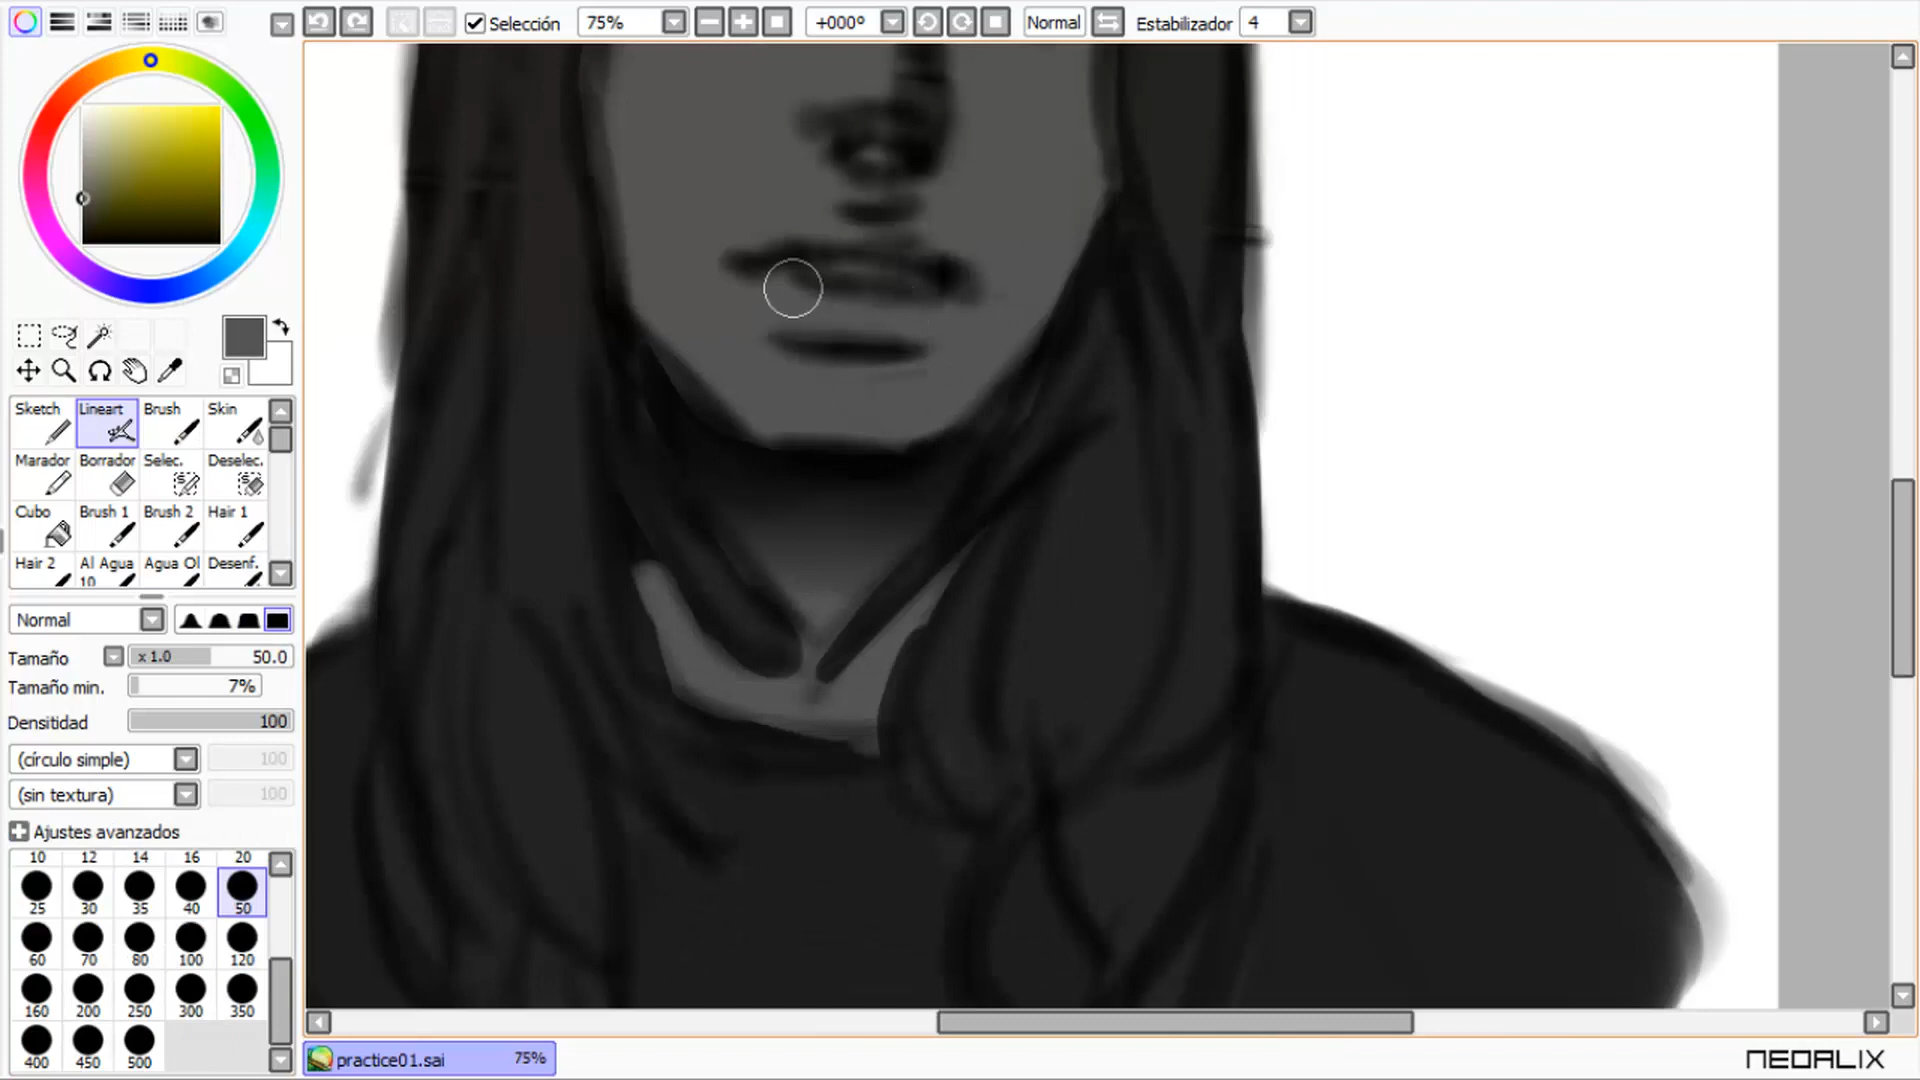 Selección 75% +000º Normal Estabilizador 4
Sketch Lineart Brush Skin
Marador Borrador Selec. Deselec.
Cubo Brush 1 Brush 2 Hair 1
Hair 2 Al Agua 10 Agua Ol Desenf.
Normal
Tamaño x 1.0 50.0
Tamaño min. 7%
Densitidad 100
(círculo simple) 100
(sin textura) 100
Ajustes avanzados
10 12 14 16 20
25 30 35 40 50
60 70 80 100 120
160 200 250 300 350
400 450 500
practice01.sai 75%
NEOALIX